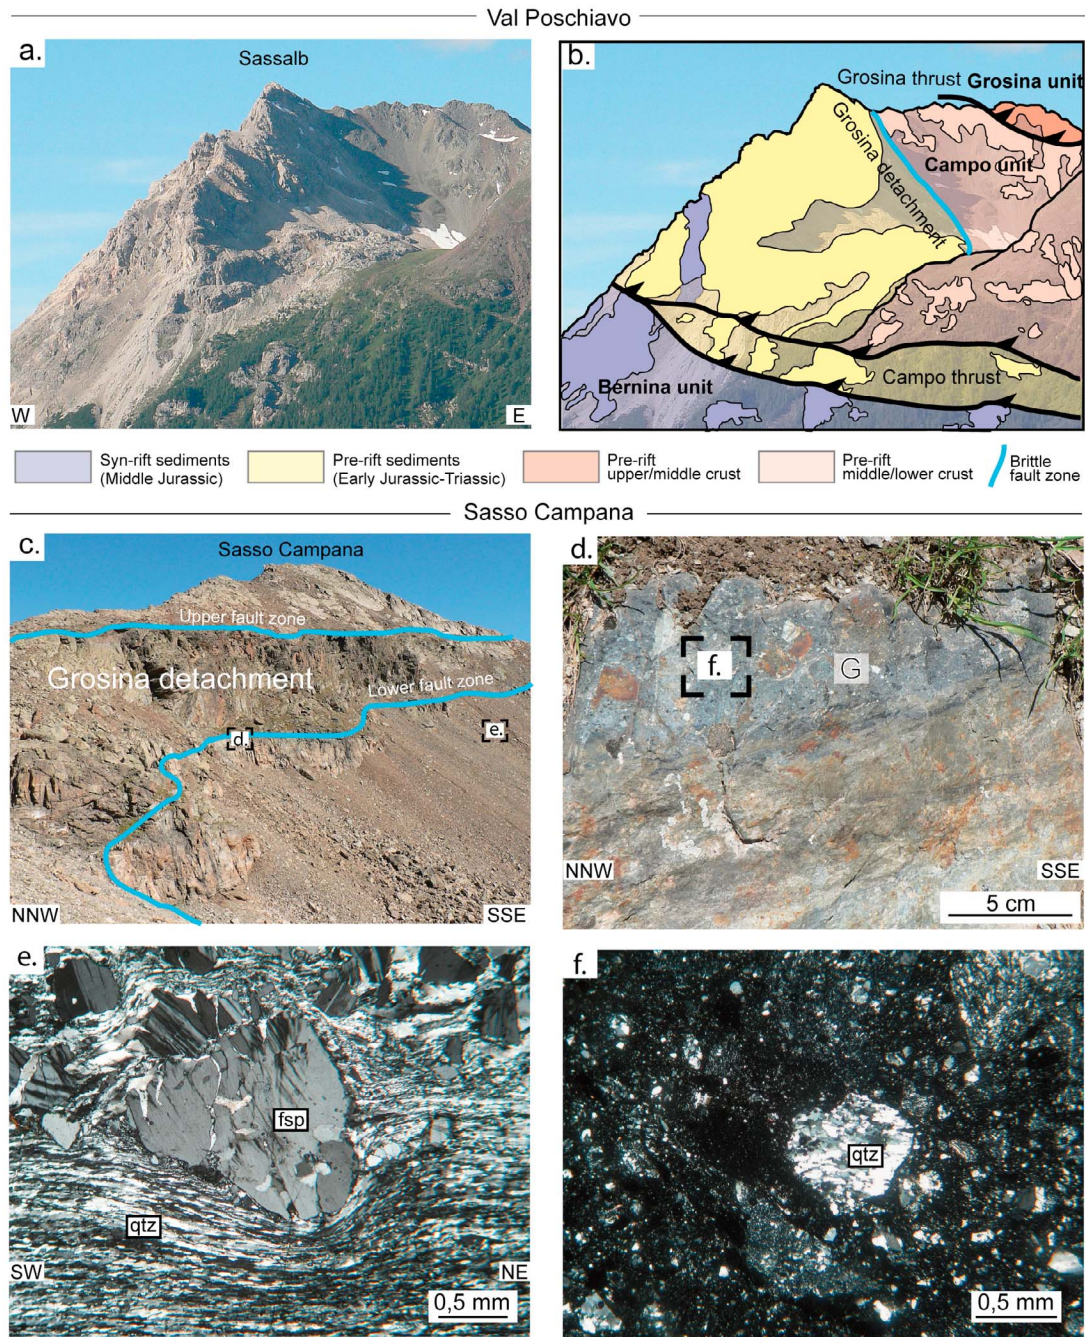 Val Poschiavo
a.
Sassalb
W
E
b.
Grosina thrust
Grosina unit
Grosina detachment
Campo unit
Bernina unit
Campo thrust
Syn-rift sediments
(Middle Jurassic)
Pre-rift sediments
(Early Jurassic-Triassic)
Pre-rift
upper/middle crust
Pre-rift
middle/lower crust
Brittle
fault zone
Sasso Campana
c.
Sasso Campana
Upper fault zone
Grosina detachment
Lower fault zone
d.
e.
NNW
SSE
d.
f.
G
NNW
SSE
5 cm
e.
fsp
qtz
SW
NE
0,5 mm
f.
qtz
0,5 mm